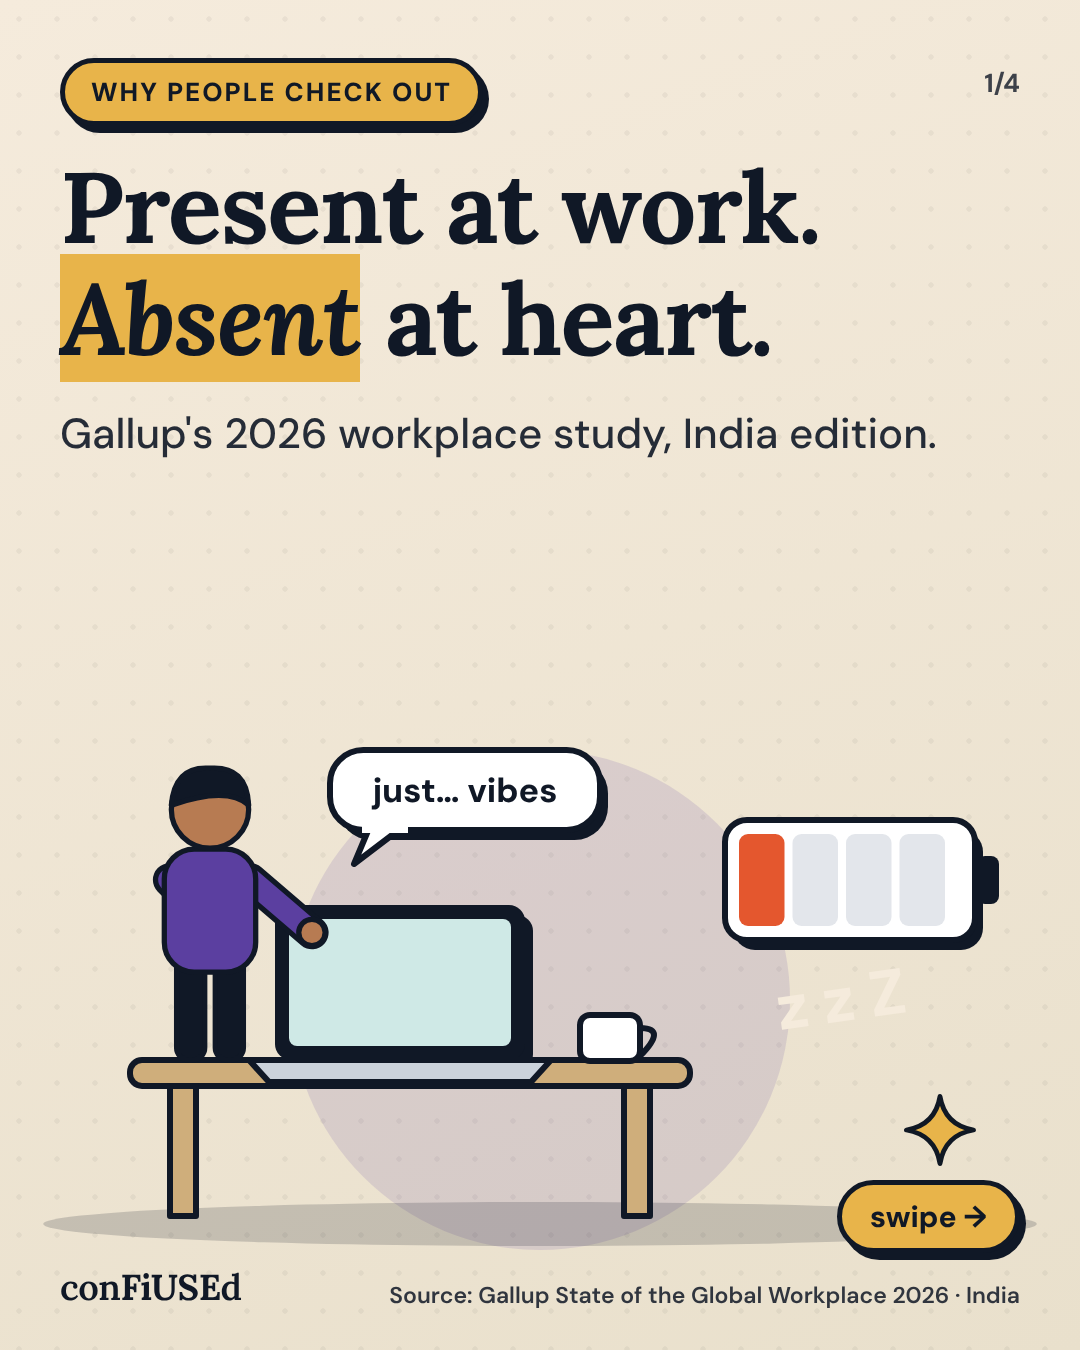 WHY PEOPLE CHECK OUT
1/4
Present at work.
Absent at heart.
Gallup's 2026 workplace study, India edition.
just... vibes
z z Z
swipe →
conFiUSEd
Source: Gallup State of the Global Workplace 2026 · India